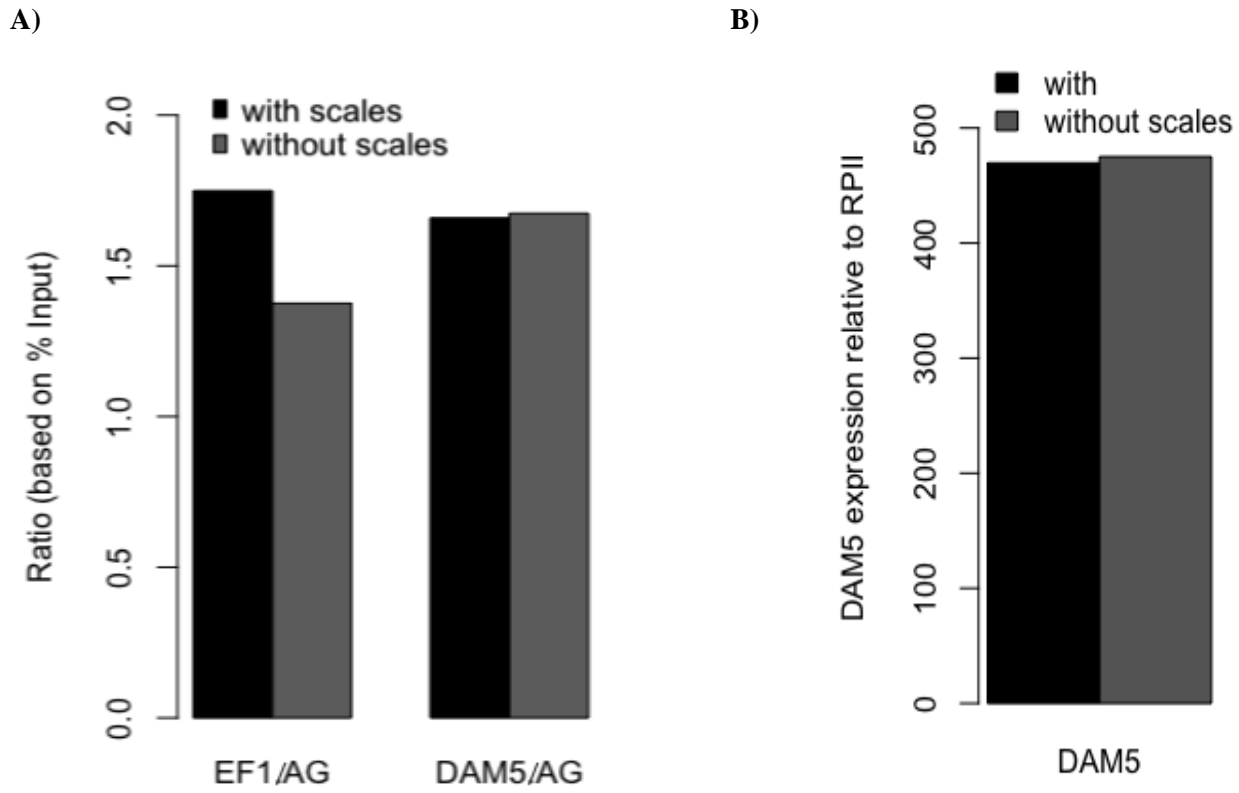 A)
with scales
without scales
Ratio (based on % Input)
2.0
1.5
1.0
0.5
0.0
EF1/AG
DAM5/AG
B)
with
without scales
DAM5 expression relative to RPII
500
400
300
200
100
0
DAM5